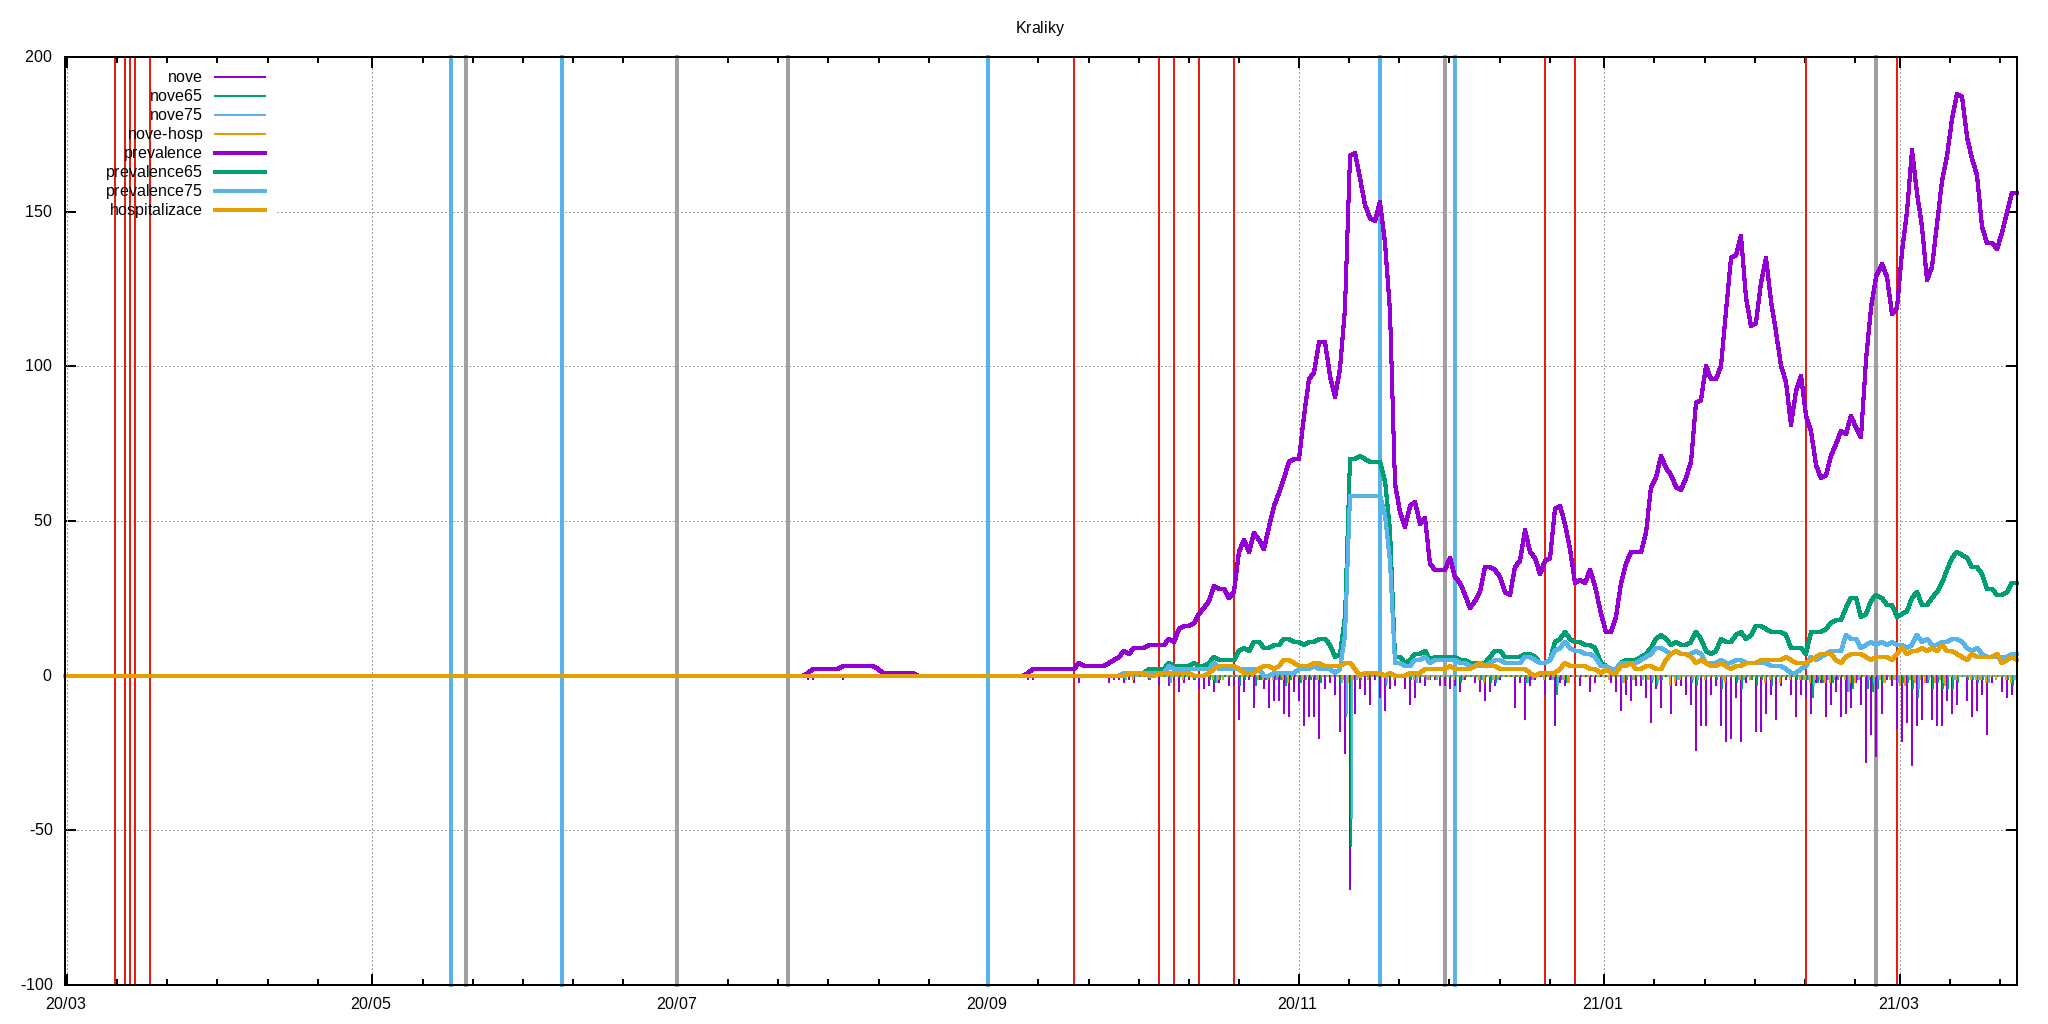 Kraliky
200
150
100
50
0
-50
-100
nove
nove65
nove75
nove-hosp
prevalence
prevalence65
prevalence75
hospitalizace
20/03
20/05
20/07
20/09
20/11
21/01
21/03